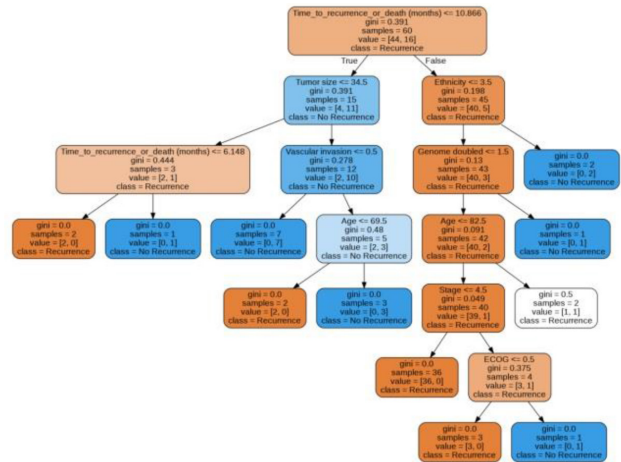 Time_to_recurrence_or_death (months) <= 10.866
gini = 0.391
samples = 60
value = [44, 16]
class = Recurrence
True
False
Tumor size <= 34.5
gini = 0.391
samples = 15
value = [4, 11]
class = No Recurrence
Ethnicity <= 3.5
gini = 0.198
samples = 45
value = [40, 5]
class = Recurrence
Time_to_recurrence_or_death (months) <= 6.148
gini = 0.444
samples = 3
value = [2, 1]
class = Recurrence
Vascular invasion <= 0.5
gini = 0.278
samples = 12
value = [2, 10]
class = No Recurrence
Genome doubled <= 1.5
gini = 0.13
samples = 43
value = [40, 3]
class = Recurrence
gini = 0.0
samples = 2
value = [0, 2]
class = No Recurrence
gini = 0.0
samples = 2
value = [2, 0]
class = Recurrence
gini = 0.0
samples = 1
value = [0, 1]
class = No Recurrence
gini = 0.0
samples = 7
value = [0, 7]
class = No Recurrence
Age <= 69.5
gini = 0.48
samples = 5
value = [2, 3]
class = No Recurrence
Age <= 82.5
gini = 0.091
samples = 42
value = [40, 2]
class = Recurrence
gini = 0.0
samples = 1
value = [0, 1]
class = No Recurrence
gini = 0.0
samples = 2
value = [2, 0]
class = Recurrence
gini = 0.0
samples = 3
value = [0, 3]
class = No Recurrence
Stage <= 4.5
gini = 0.049
samples = 40
value = [39, 1]
class = Recurrence
gini = 0.5
samples = 2
value = [1, 1]
class = Recurrence
gini = 0.0
samples = 36
value = [36, 0]
class = Recurrence
ECOG <= 0.5
gini = 0.375
samples = 4
value = [3, 1]
class = Recurrence
gini = 0.0
samples = 3
value = [3, 0]
class = Recurrence
gini = 0.0
samples = 1
value = [0, 1]
class = No Recurrence